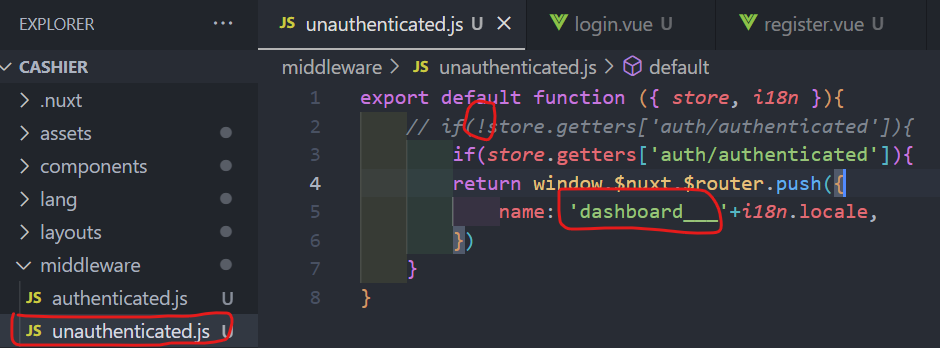 EXPLORER ...
JS unauthenticated.js U × login.vue U register.vue U
CASHIER
middleware > JS unauthenticated.js > default
.nuxt
assets
components
lang
layouts
middleware
JS authenticated.js U
JS unauthenticated.js U
1 export default function ({ store, i18n }){
2 // if(!store.getters['auth/authenticated']){
3 if(store.getters['auth/authenticated']){
4 return window.$nuxt.$router.push({
5 name: 'dashboard___'+i18n.locale,
6 })
7 }
8 }